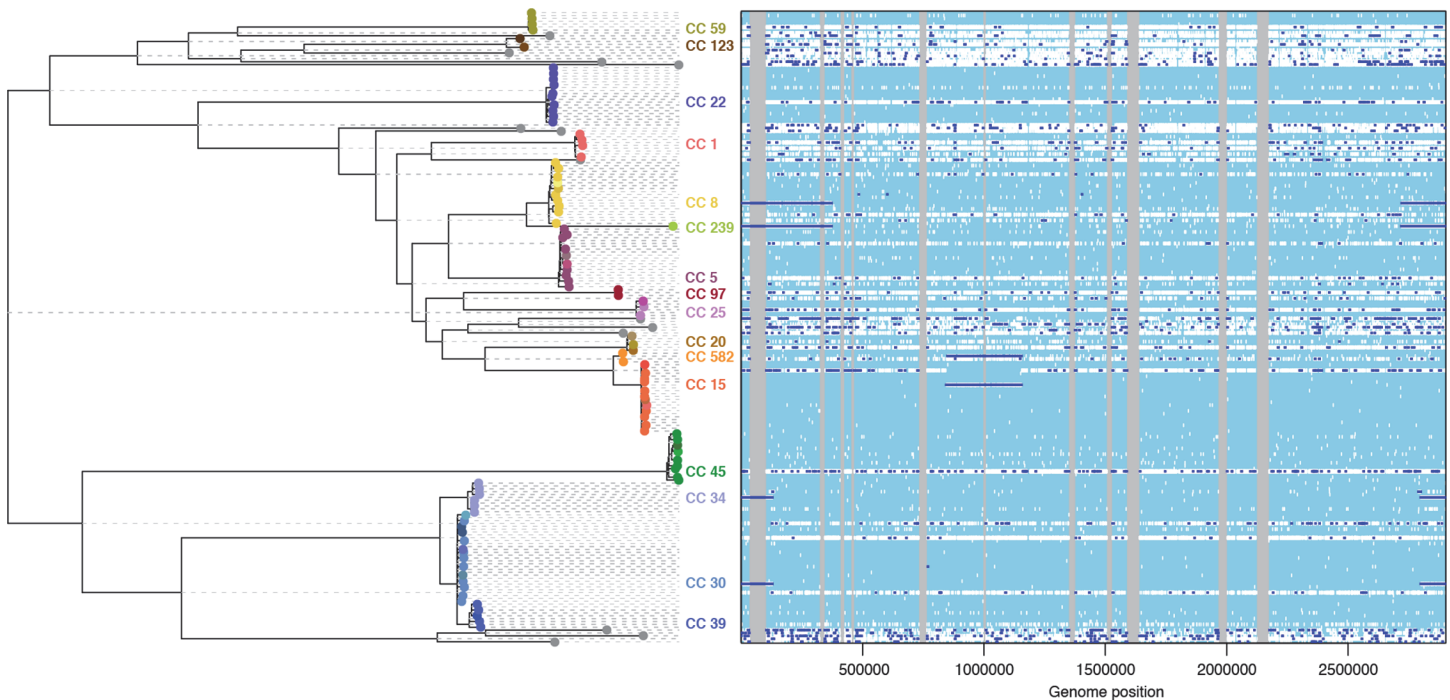 CC 59
CC 123
CC 22
CC 1
CC 8
CC 239
CC 5
CC 97
CC 25
CC 20
CC 582
CC 15
CC 45
CC 34
CC 30
CC 39
500000 1000000 1500000 2000000 2500000
Genome position